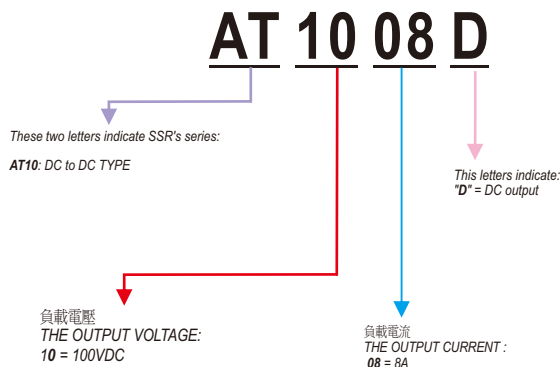 AT 10 08 D
These two letters indicate SSR's series:
AT10: DC to DC TYPE
This letters indicate:
"D" = DC output
負載電壓
THE OUTPUT VOLTAGE:
10 = 100VDC
負載電流
THE OUTPUT CURRENT :
08 = 8A